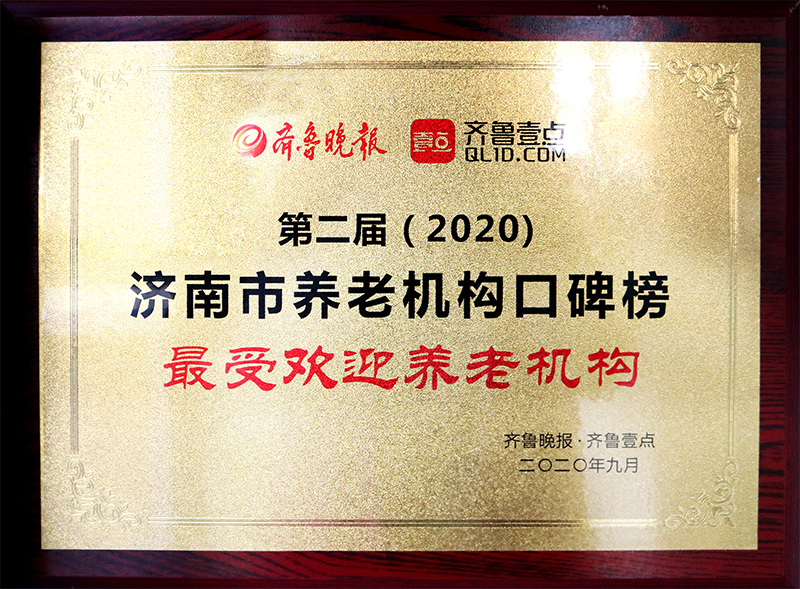 齐鲁晚报 壹点 齐鲁壹点
QL1D.COM
第二届（2020)
济南市养老机构口碑榜
最受欢迎养老机构
齐鲁晚报·齐鲁壹点
二〇二〇年九月